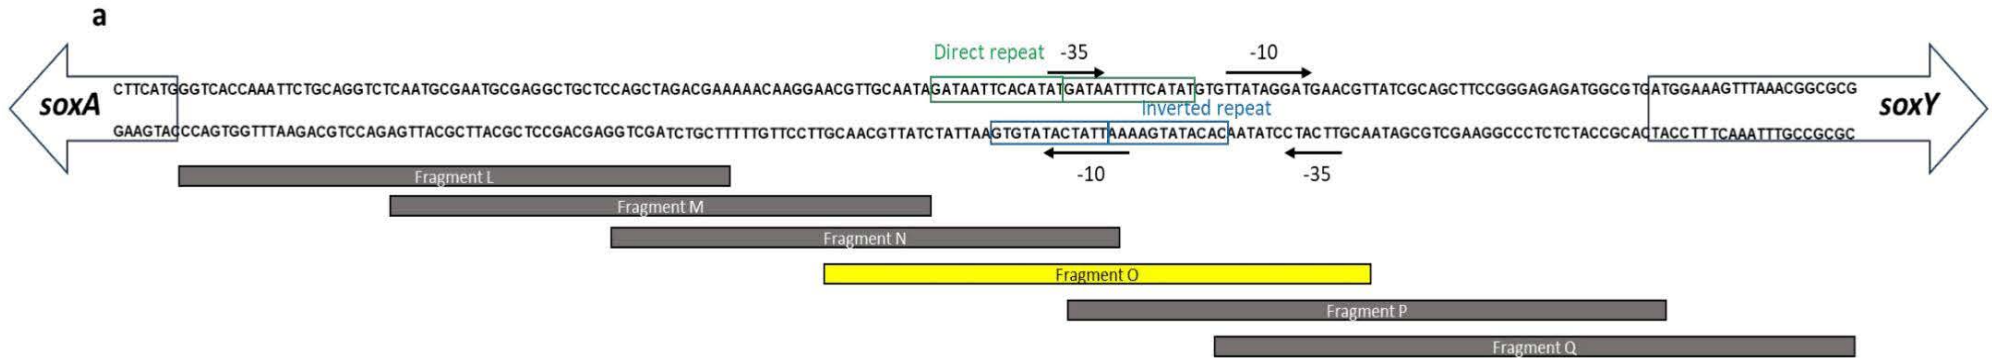 a
Direct repeat -35 -10
CTTCATGGGTCACCAAATTCTGCAGGTCTCAATGCGAATGCGAGGCTGCTCCAGCTAGACGAAAAACAAGGAACGTTGCAATAGATAATTCACATATGATAATTTTCATATGTGTTATAGGATGAACGTTATCGCAGCTTCCGGGAGAGATGGCGTGATGGAAAGTTTAAACGGCGCG
soxA soxY
Inverted repeat
GAAGTACCCAGTGGTTTAAGACGTCCAGAGTTACGCTTACGCTCCGACGAGGTCGATCTGCTTTTTGTTCCTTGCAACGTTATCTATTAAGTGTATACTATTAAAAGTATACACAATATCCTACTTGCAATAGCGTCGAAGGCCCTCTCTACCGCACTACCTTTCAAATTTGCCGCGC
-10 -35
Fragment L
Fragment M
Fragment N
Fragment O
Fragment P
Fragment Q